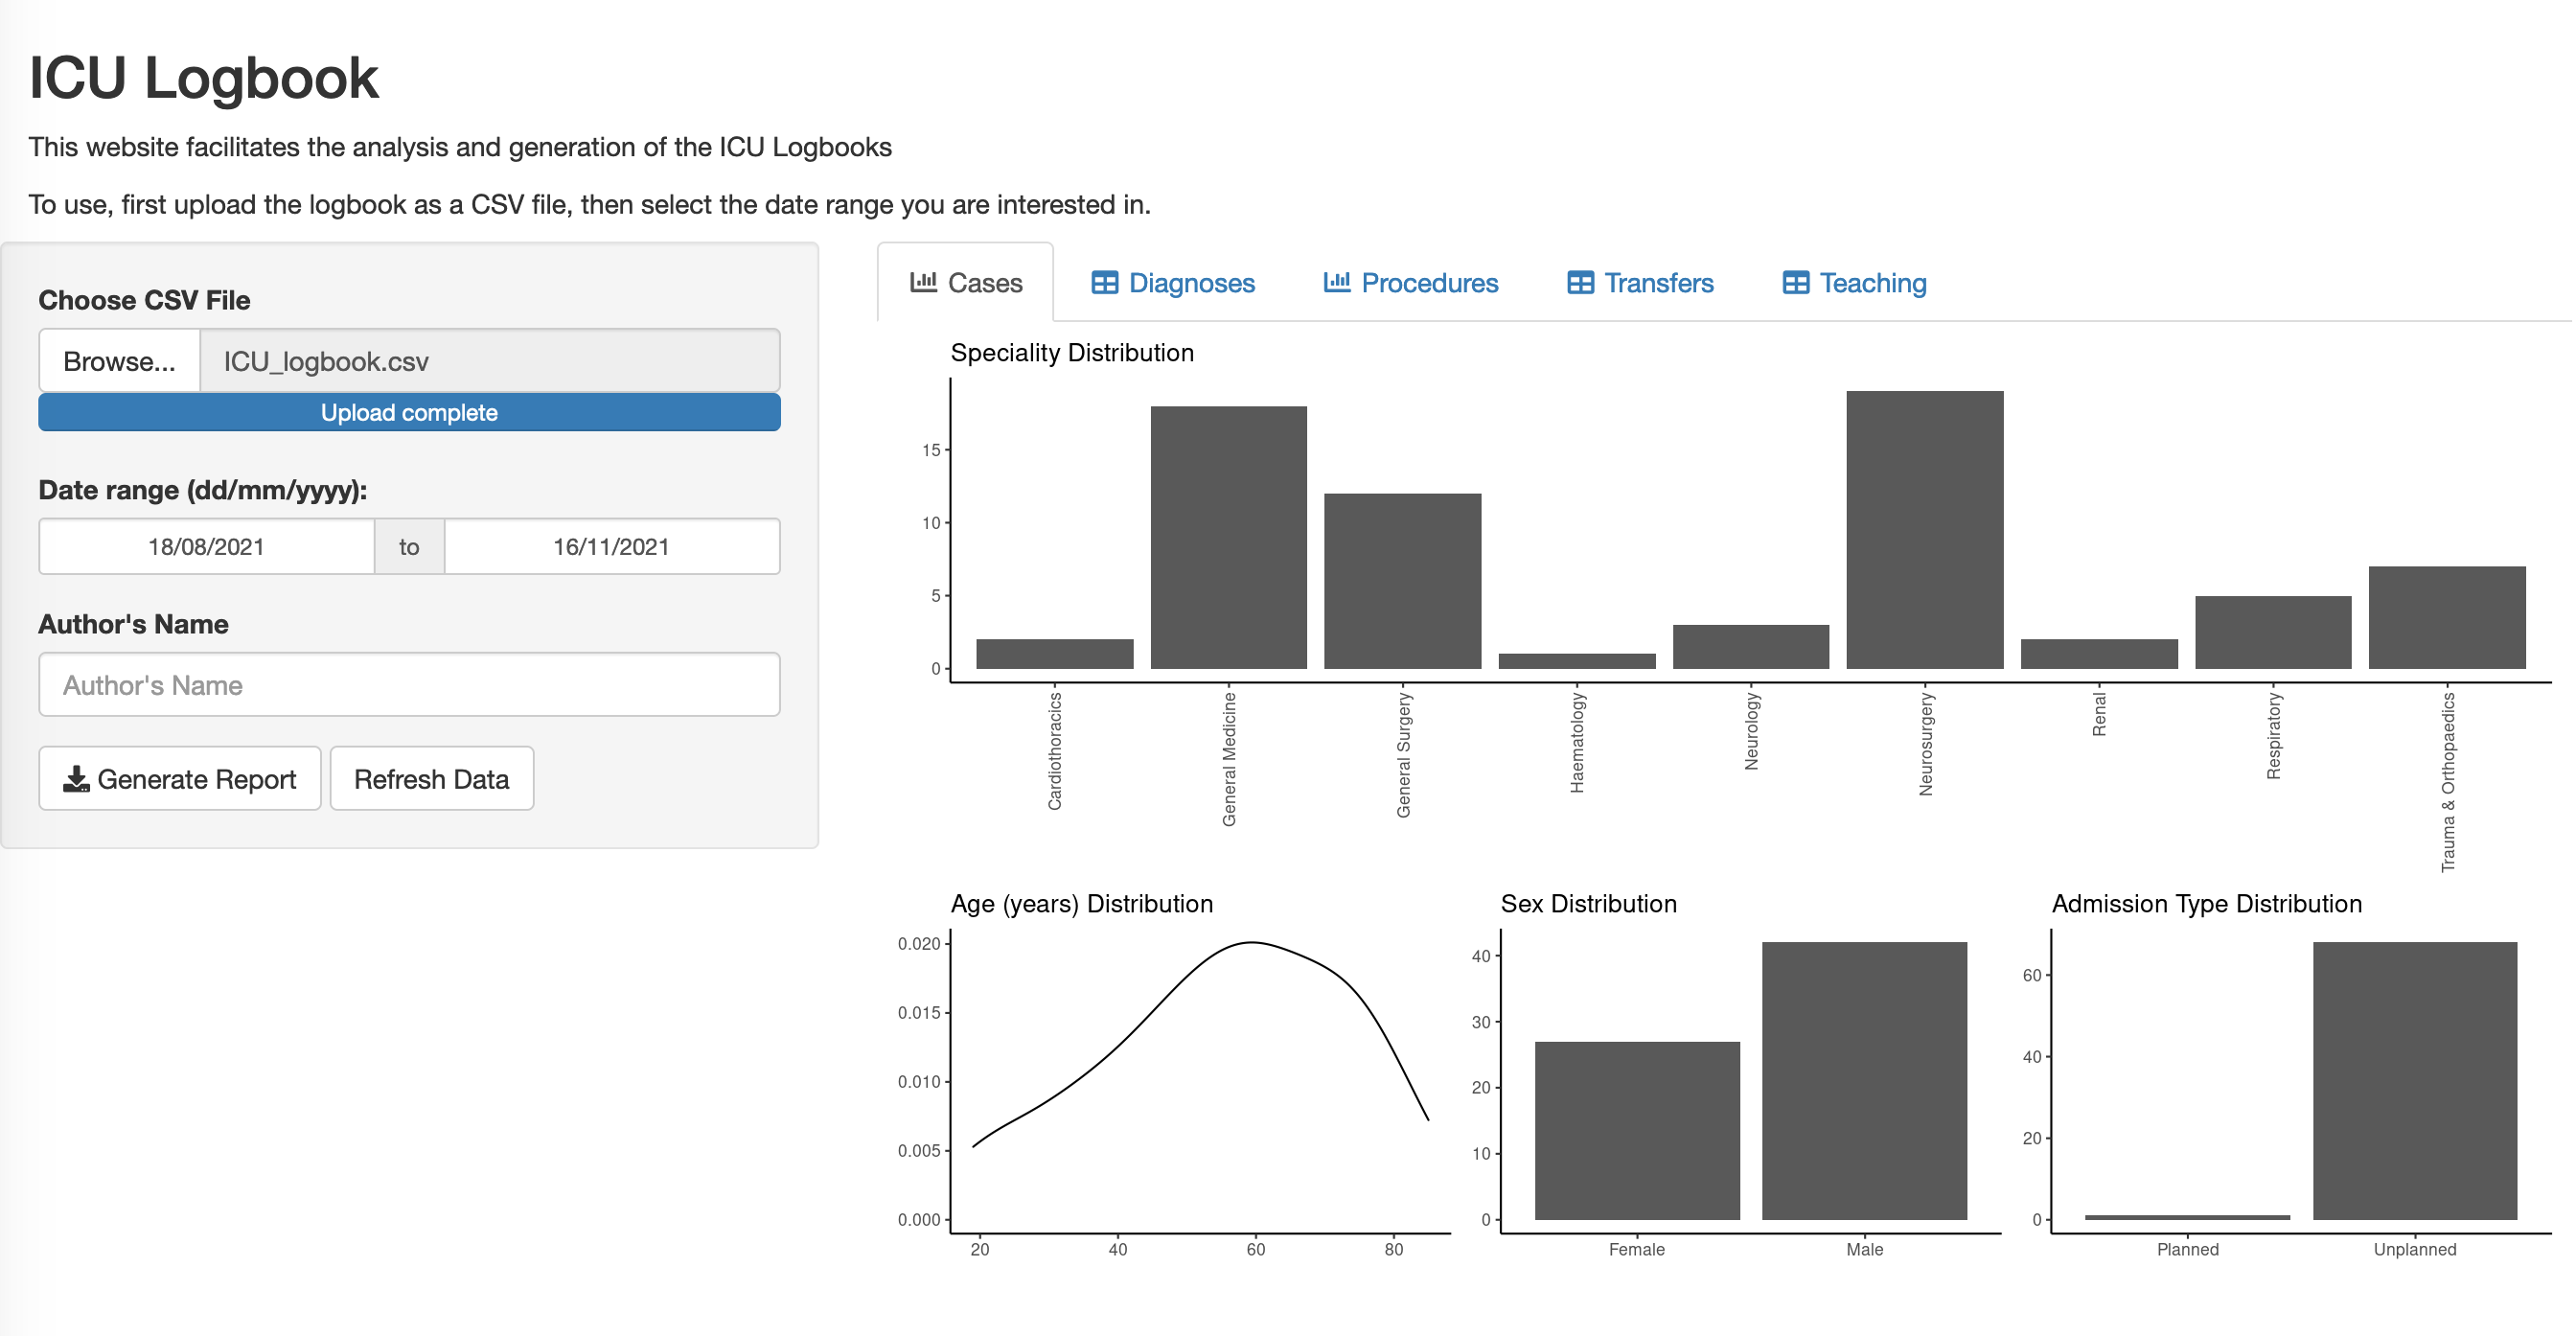 ICU Logbook
This website facilitates the analysis and generation of the ICU Logbooks
To use, first upload the logbook as a CSV file, then select the date range you are interested in.
Choose CSV File
Browse... ICU_logbook.csv
Upload complete
Date range (dd/mm/yyyy):
18/08/2021 to 16/11/2021
Author's Name
Author's Name
Generate Report Refresh Data
Cases Diagnoses Procedures Transfers Teaching
Speciality Distribution
15
10
5
0
Cardiothoracics
General Medicine
General Surgery
Haematology
Neurology
Neurosurgery
Renal
Respiratory
Trauma & Orthopaedics
Age (years) Distribution
0.020
0.015
0.010
0.005
0.000
20 40 60 80
Sex Distribution
40
30
20
10
0
Female Male
Admission Type Distribution
60
40
20
0
Planned Unplanned